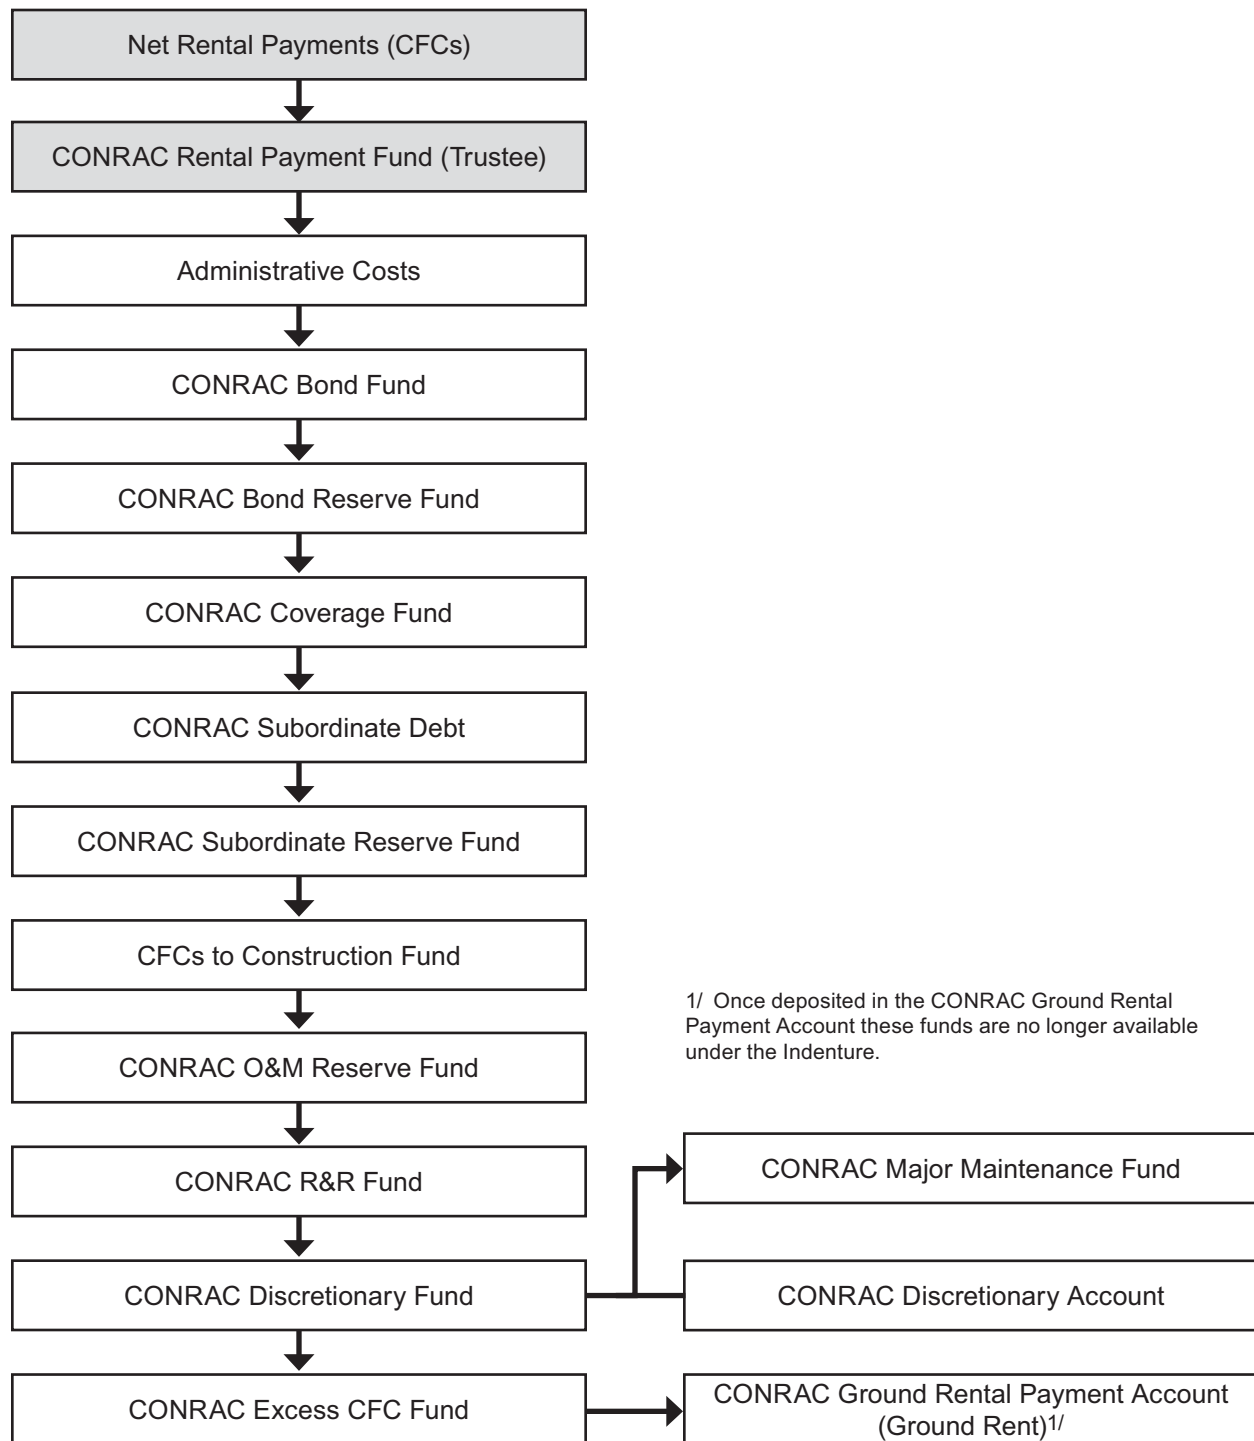 Net Rental Payments (CFCs)
CONRAC Rental Payment Fund (Trustee)
Administrative Costs
CONRAC Bond Fund
CONRAC Bond Reserve Fund
CONRAC Coverage Fund
CONRAC Subordinate Debt
CONRAC Subordinate Reserve Fund
CFCs to Construction Fund
1/ Once deposited in the CONRAC Ground Rental
Payment Account these funds are no longer available
under the Indenture.
CONRAC O&M Reserve Fund
CONRAC R&R Fund
CONRAC Major Maintenance Fund
CONRAC Discretionary Fund
CONRAC Discretionary Account
CONRAC Excess CFC Fund
CONRAC Ground Rental Payment Account
(Ground Rent)1/